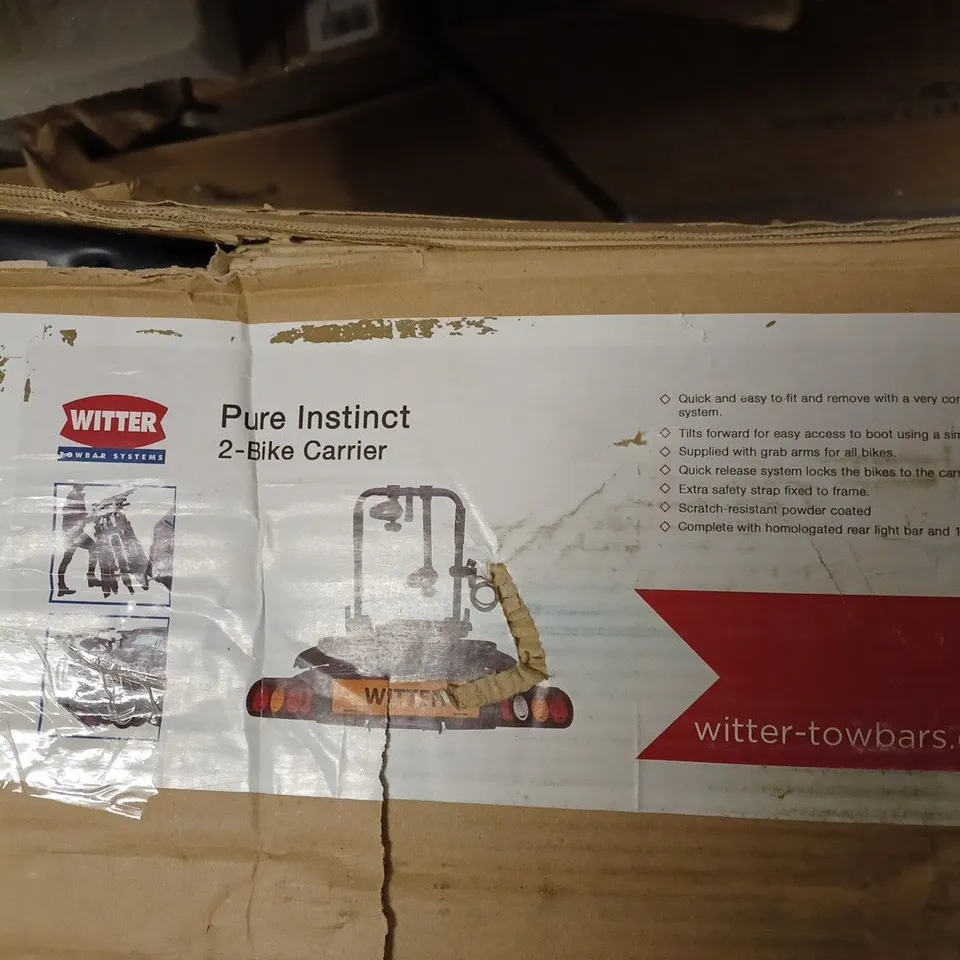 WITTER
TOWBAR SYSTEMS
Pure Instinct
2-Bike Carrier
◇ Quick and easy to fit and remove with a very
system.
◇ Tilts forward for easy access to boot using a
◇ Supplied with grab arms for all bikes.
◇ Quick release system locks the bikes to the
◇ Extra safety strap fixed to frame.
◇ Scratch-resistant powder coated
◇ Complete with homologated rear light bar and
WITTER
witter-towbars.